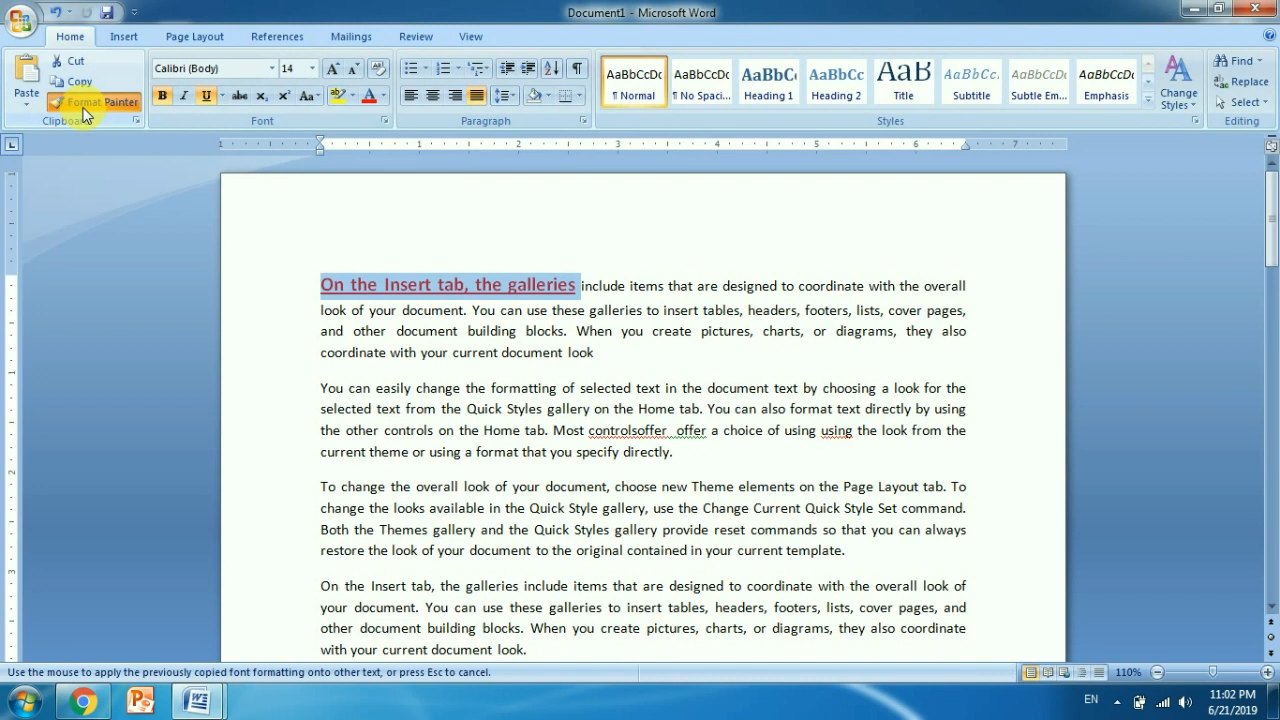 Document1 - Microsoft Word
Home Insert Page Layout References Mailings Review View
Paste
Cut
Copy
Format Painter
Clipboard
Calibri (Body) 14
B I U abc x₂ x² Aa
Font
Paragraph
AaBbCcDc AaBbCcDc AaBbC AaBbCc AaB AaBbCc. AaBbCcDc AaBbCcDc
¶ Normal ¶ No Spaci... Heading 1 Heading 2 Title Subtitle Subtle Em... Emphasis
Change
Styles
Styles
Find
Replace
Select
Editing
1 1 2 3 4 5 6 7
On the Insert tab, the galleries include items that are designed to coordinate with the overall
look of your document. You can use these galleries to insert tables, headers, footers, lists, cover pages,
and other document building blocks. When you create pictures, charts, or diagrams, they also
coordinate with your current document look
You can easily change the formatting of selected text in the document text by choosing a look for the
selected text from the Quick Styles gallery on the Home tab. You can also format text directly by using
the other controls on the Home tab. Most controlsoffer offer a choice of using using the look from the
current theme or using a format that you specify directly.
To change the overall look of your document, choose new Theme elements on the Page Layout tab. To
change the looks available in the Quick Style gallery, use the Change Current Quick Style Set command.
Both the Themes gallery and the Quick Styles gallery provide reset commands so that you can always
restore the look of your document to the original contained in your current template.
On the Insert tab, the galleries include items that are designed to coordinate with the overall look of
your document. You can use these galleries to insert tables, headers, footers, lists, cover pages, and
other document building blocks. When you create pictures, charts, or diagrams, they also coordinate
with your current document look.
Use the mouse to apply the previously copied font formatting onto other text, or press Esc to cancel.
110%
EN
11:02 PM
6/21/2019